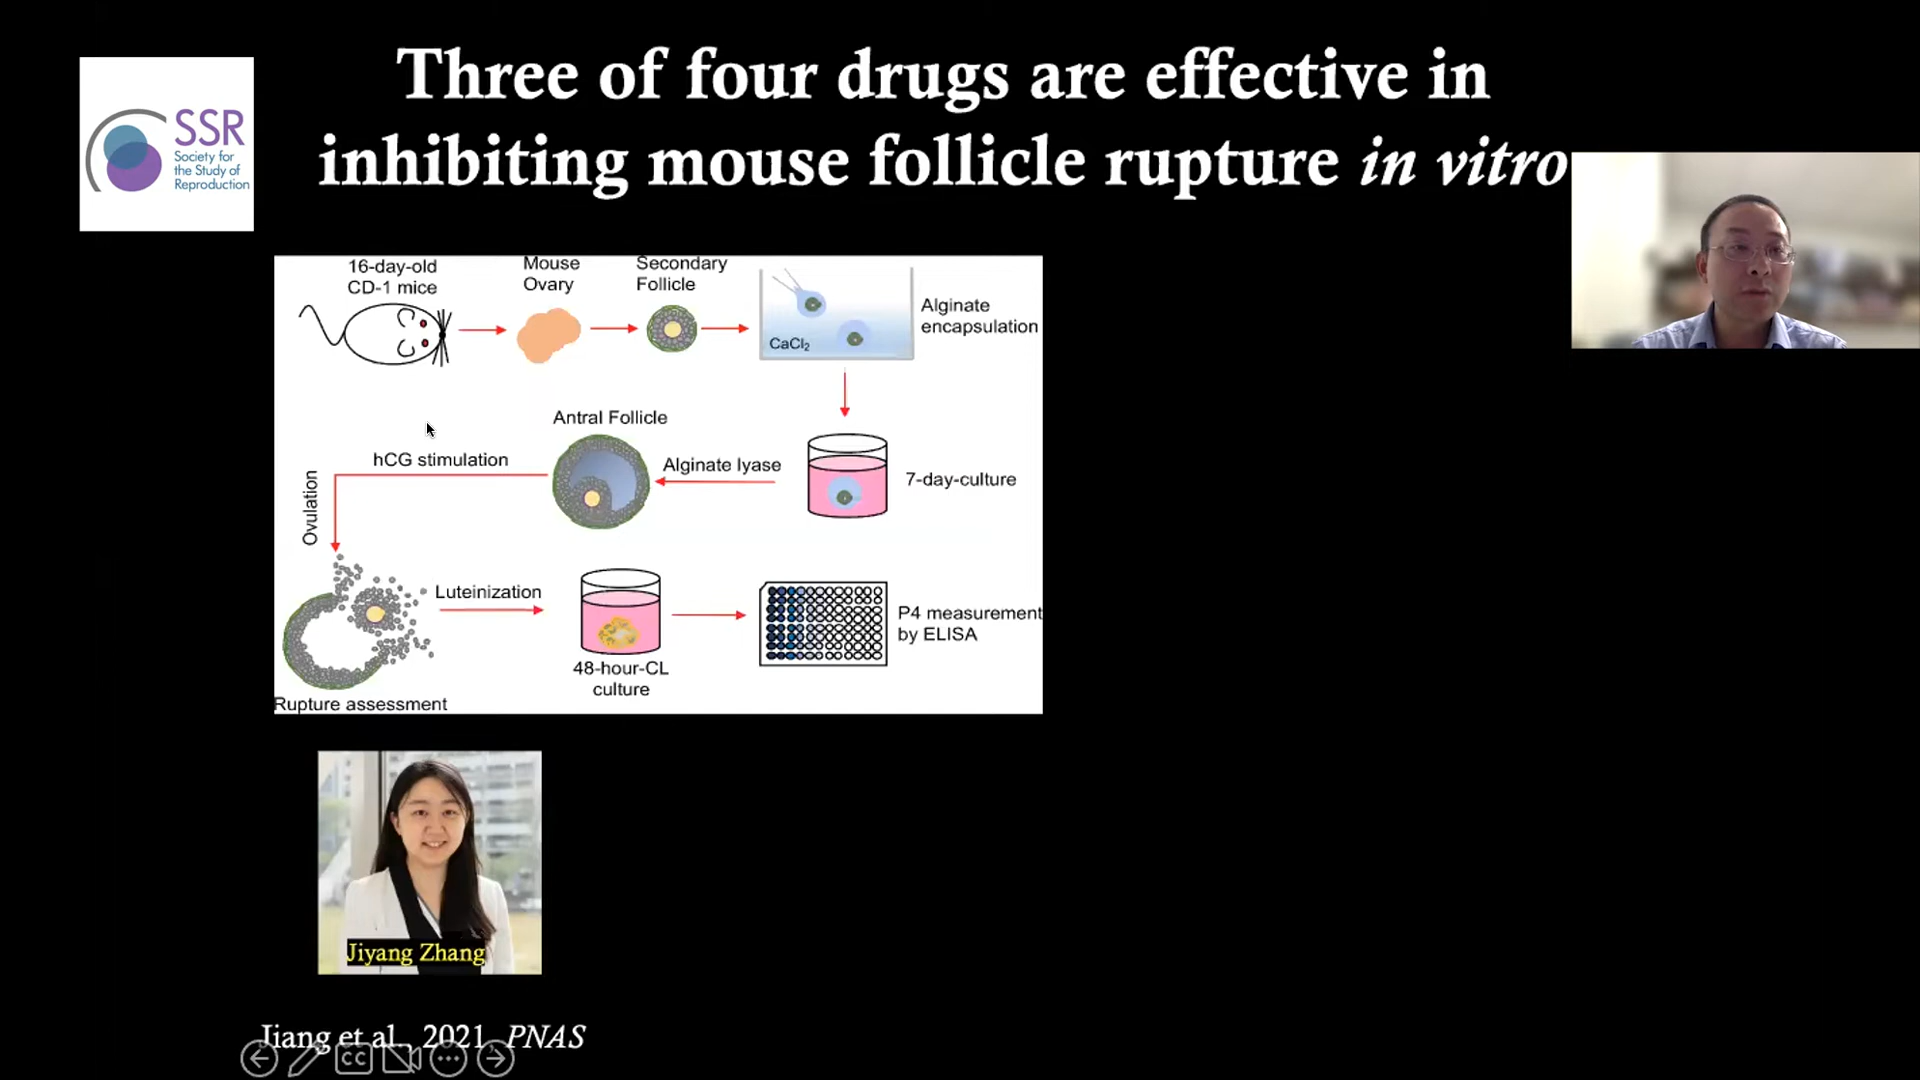 Three of four drugs are effective in
inhibiting mouse follicle rupture in vitro
SSR
Society for
the Study of
Reproduction
16-day-old
CD-1 mice
Mouse
Ovary
Secondary
Follicle
CaCl₂
Alginate
encapsulation
Antral Follicle
hCG stimulation
Alginate lyase
7-day-culture
Ovulation
Luteinization
48-hour-CL
culture
P4 measurement
by ELISA
Rupture assessment
Jiyang Zhang
Jiang et al., 2021, PNAS
CC